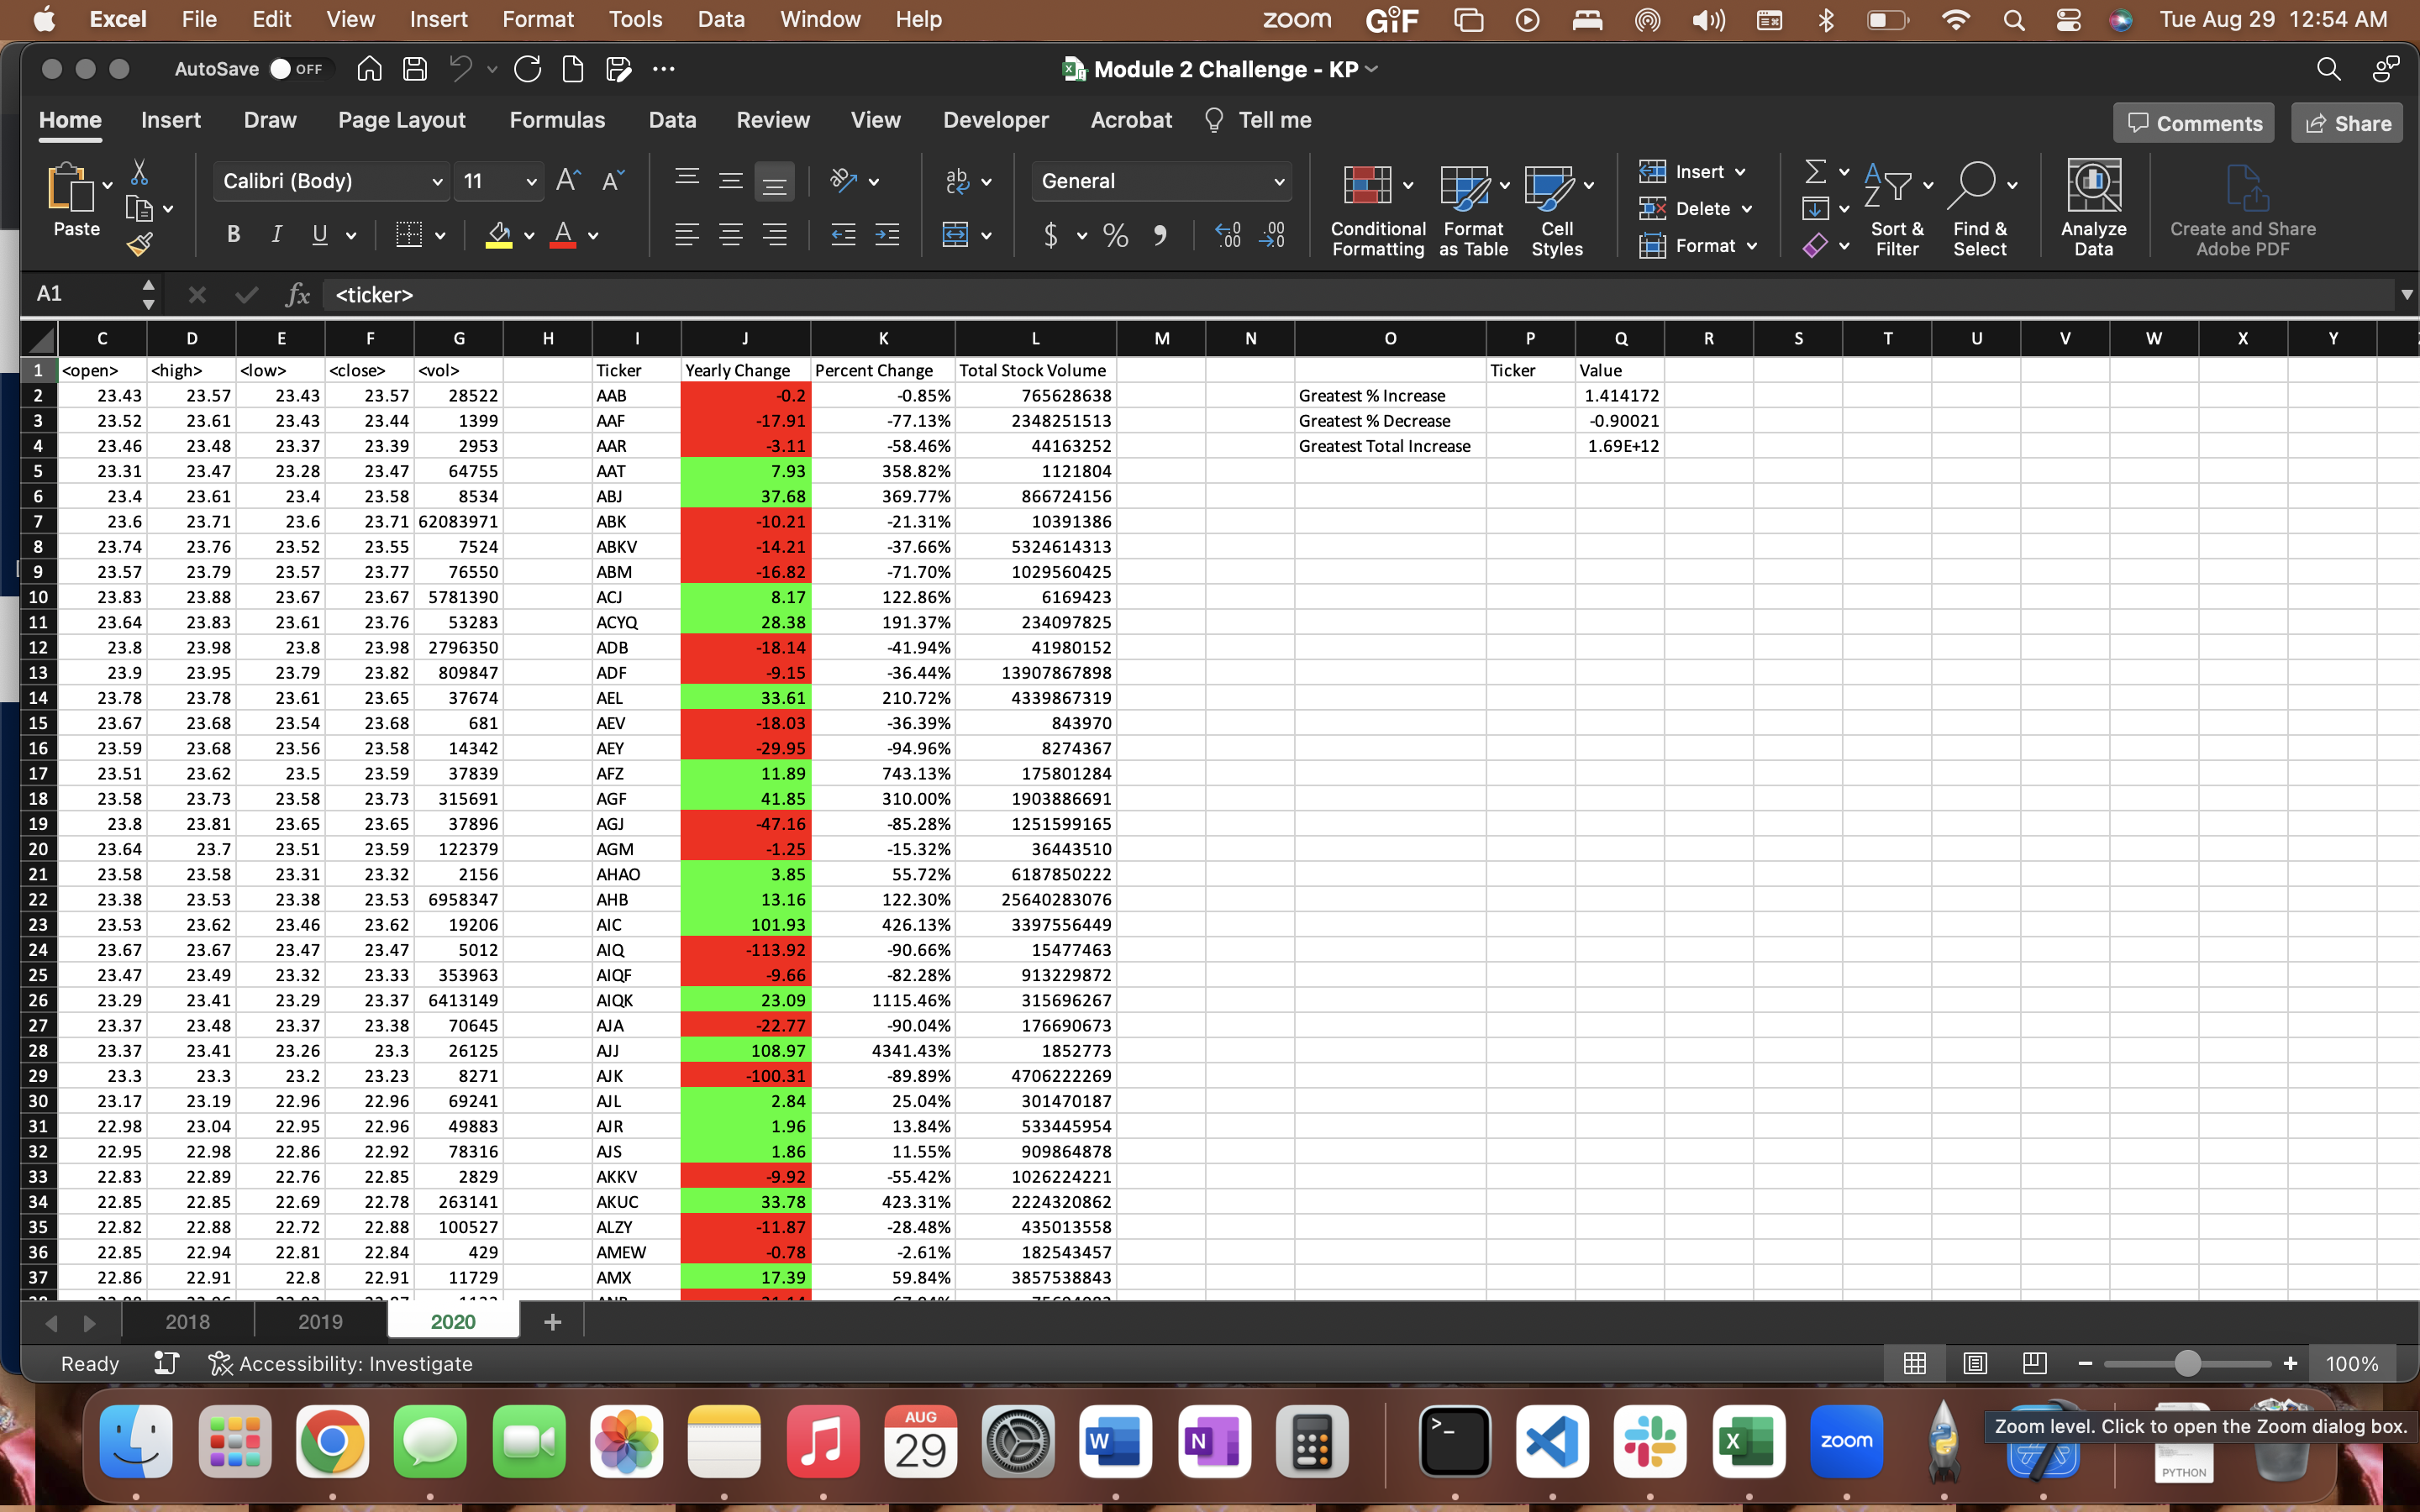 Excel File Edit View Insert Format Tools Data Window Help zoom GIF Tue Aug 29 12:54 AM
AutoSave OFF Module 2 Challenge - KP
Home Insert Draw Page Layout Formulas Data Review View Developer Acrobat Tell me Comments Share
Paste Calibri (Body) 11 General Conditional Formatting Format as Table Cell Styles Insert Delete Format Sort & Filter Find & Select Analyze Data Create and Share Adobe PDF
A1 fx <ticker>
C D E F G H I J K L M N O P Q R S T U V W X Y
1 <open> <high> <low> <close> <vol> Ticker Yearly Change Percent Change Total Stock Volume Ticker Value
2 23.43 23.57 23.43 23.57 28522 AAB -0.2 -0.85% 765628638 Greatest % Increase 1.414172
3 23.52 23.61 23.43 23.44 1399 AAF -17.91 -77.13% 2348251513 Greatest % Decrease -0.90021
4 23.46 23.48 23.37 23.39 2953 AAR -3.11 -58.46% 44163252 Greatest Total Increase 1.69E+12
5 23.31 23.47 23.28 23.47 64755 AAT 7.93 358.82% 1121804
6 23.4 23.61 23.4 23.58 8534 ABJ 37.68 369.77% 866724156
7 23.6 23.71 23.6 23.71 62083971 ABK -10.21 -21.31% 10391386
8 23.74 23.76 23.52 23.55 7524 ABKV -14.21 -37.66% 5324614313
9 23.57 23.79 23.57 23.77 76550 ABM -16.82 -71.70% 1029560425
10 23.83 23.88 23.67 23.67 5781390 ACJ 8.17 122.86% 6169423
11 23.64 23.83 23.61 23.76 53283 ACYQ 28.38 191.37% 234097825
12 23.8 23.98 23.8 23.98 2796350 ADB -18.14 -41.94% 41980152
13 23.9 23.95 23.79 23.82 809847 ADF -9.15 -36.44% 13907867898
14 23.78 23.78 23.61 23.65 37674 AEL 33.61 210.72% 4339867319
15 23.67 23.68 23.54 23.68 681 AEV -18.03 -36.39% 843970
16 23.59 23.68 23.56 23.58 14342 AEY -29.95 -94.96% 8274367
17 23.51 23.62 23.5 23.59 37839 AFZ 11.89 743.13% 175801284
18 23.58 23.73 23.58 23.73 315691 AGF 41.85 310.00% 1903886691
19 23.8 23.81 23.65 23.65 37896 AGJ -47.16 -85.28% 1251599165
20 23.64 23.7 23.51 23.59 122379 AGM -1.25 -15.32% 36443510
21 23.58 23.58 23.31 23.32 2156 AHAO 3.85 55.72% 6187850222
22 23.38 23.53 23.38 23.53 6958347 AHB 13.16 122.30% 25640283076
23 23.53 23.62 23.46 23.62 19206 AIC 101.93 426.13% 3397556449
24 23.67 23.67 23.47 23.47 5012 AIQ -113.92 -90.66% 15477463
25 23.47 23.49 23.32 23.33 353963 AIQF -9.66 -82.28% 913229872
26 23.29 23.41 23.29 23.37 6413149 AIQK 23.09 1115.46% 315696267
27 23.37 23.48 23.37 23.38 70645 AJA -22.77 -90.04% 176690673
28 23.37 23.41 23.26 23.3 26125 AJJ 108.97 4341.43% 1852773
29 23.3 23.3 23.2 23.23 8271 AJK -100.31 -89.89% 4706222269
30 23.17 23.19 22.96 22.96 69241 AJL 2.84 25.04% 301470187
31 22.98 23.04 22.95 22.96 49883 AJR 1.96 13.84% 533445954
32 22.95 22.98 22.86 22.92 78316 AJS 1.86 11.55% 909864878
33 22.83 22.89 22.76 22.85 2829 AKKV -9.92 -55.42% 1026224221
34 22.85 22.85 22.69 22.78 263141 AKUC 33.78 423.31% 2224320862
35 22.82 22.88 22.72 22.88 100527 ALZY -11.87 -28.48% 435013558
36 22.85 22.94 22.81 22.84 429 AMEW -0.78 -2.61% 182543457
37 22.86 22.91 22.8 22.91 11729 AMX 17.39 59.84% 3857538843
2018 2019 2020 +
Ready Accessibility: Investigate 100%
Zoom level. Click to open the Zoom dialog box.
AUG
29
W N X zoom
PYTHON